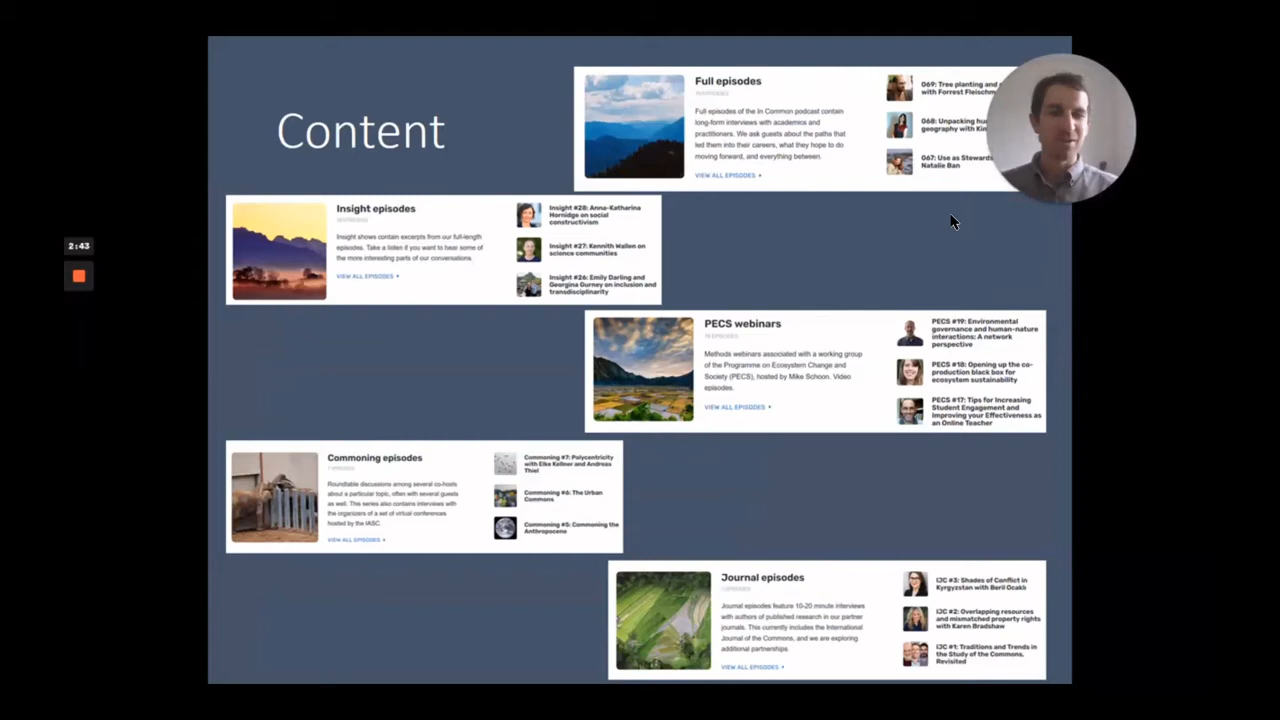 Content
Full episodes
Full episodes of the In Common podcast contain
long-form interviews with academics and
practitioners. We ask guests about the paths that
led them into their careers, what they hope to do
moving forward, and everything between.
VIEW ALL EPISODES
069: Tree planting and
with Forrest Fleischm
068: Unpacking hu
geography with Kim
067: Use as Stewards
Natalie Ban
Insight episodes
Insight shows contain excerpts from our full-length
episodes. Take a listen if you want to hear some of
the more interesting parts of our conversations.
VIEW ALL EPISODES
Insight #28: Anna-Katharina
Hornidge on social
constructivism
Insight #27: Kennith Wallen on
science communities
Insight #26: Emily Darling and
Georgina Gurney on inclusion and
transdisciplinarity
2:43
PECS webinars
19 EPISODES
Methods webinars associated with a working group
of the Programme on Ecosystem Change and
Society (PECS), hosted by Mike Schoon. Video
episodes.
VIEW ALL EPISODES
PECS #19: Environmental
governance and human-nature
interactions: A network
perspective
PECS #18: Opening up the co-
production black box for
ecosystem sustainability
PECS #17: Tips for Increasing
Student Engagement and
Improving your Effectiveness as
an Online Teacher
Commoning episodes
7 EPISODES
Roundtable discussions among several co-hosts
about a particular topic, often with several guests
as well. This series also contains interviews with
the organizers of a set of virtual conferences
hosted by the IASC.
VIEW ALL EPISODES
Commoning #7: Polycentricity
with Elke Kellner and Andreas
Thiel
Commoning #6: The Urban
Commons
Commoning #5: Commoning the
Anthropocene
Journal episodes
Journal episodes feature 10-20 minute interviews
with authors of published research in our partner
journals. This currently includes the International
Journal of the Commons, and we are exploring
additional partnerships.
VIEW ALL EPISODES
IJC #3: Shades of Conflict in
Kyrgyzstan with Beril Ocaklı
IJC #2: Overlapping resources
and mismatched property rights
with Karen Bradshaw
IJC #1: Traditions and Trends in
the Study of the Commons,
Revisited